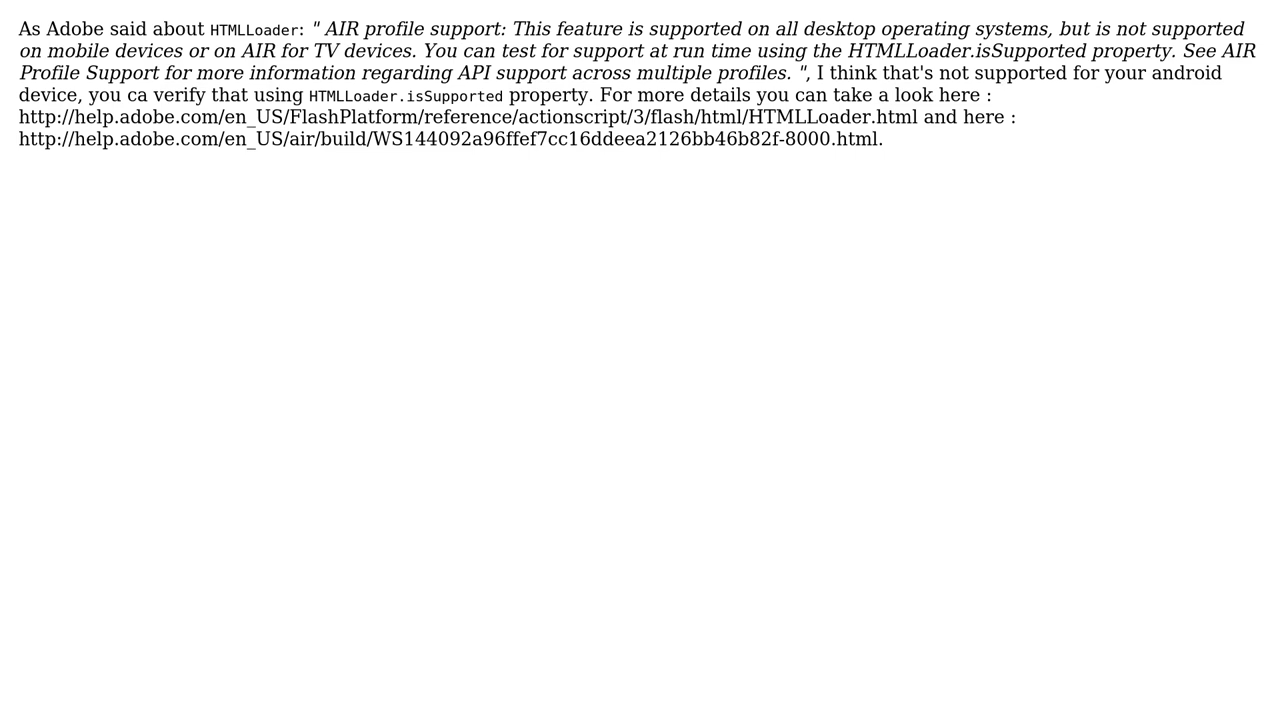 As Adobe said about HTMLLoader: " AIR profile support: This feature is supported on all desktop operating systems, but is not supported
on mobile devices or on AIR for TV devices. You can test for support at run time using the HTMLLoader.isSupported property. See AIR
Profile Support for more information regarding API support across multiple profiles. ", I think that's not supported for your android
device, you ca verify that using HTMLLoader.isSupported property. For more details you can take a look here :
http://help.adobe.com/en_US/FlashPlatform/reference/actionscript/3/flash/html/HTMLLoader.html and here :
http://help.adobe.com/en_US/air/build/WS144092a96ffef7cc16ddeea2126bb46b82f-8000.html.